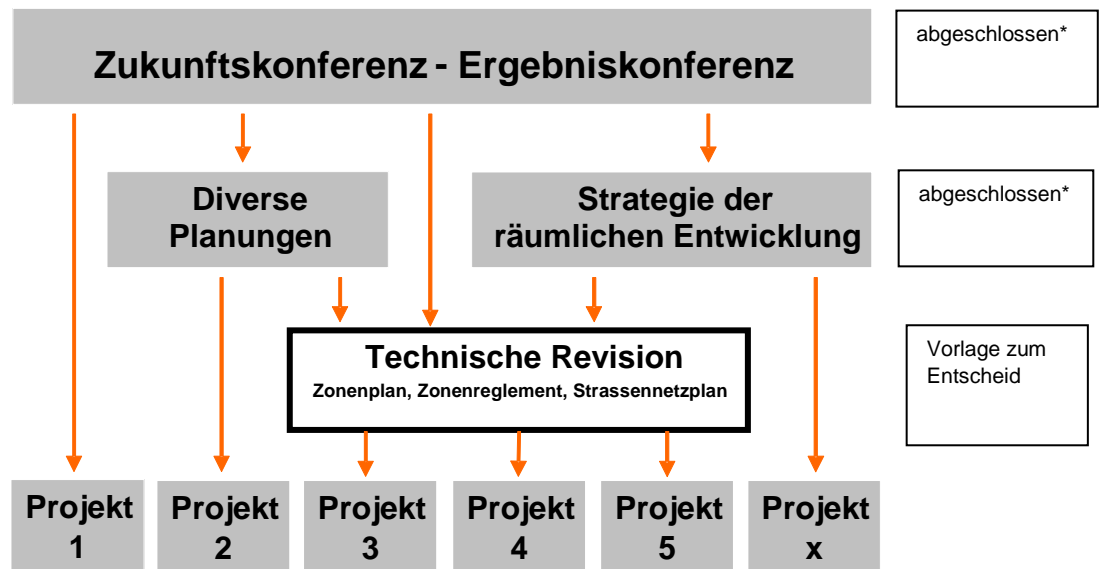 Zukunftskonferenz - Ergebniskonferenz
abgeschlossen*
Diverse
Planungen
Strategie der
räumlichen Entwicklung
abgeschlossen*
Technische Revision
Zonenplan, Zonenreglement, Strassennetzplan
Vorlage zum
Entscheid
Projekt
1
Projekt
2
Projekt
3
Projekt
4
Projekt
5
Projekt
x